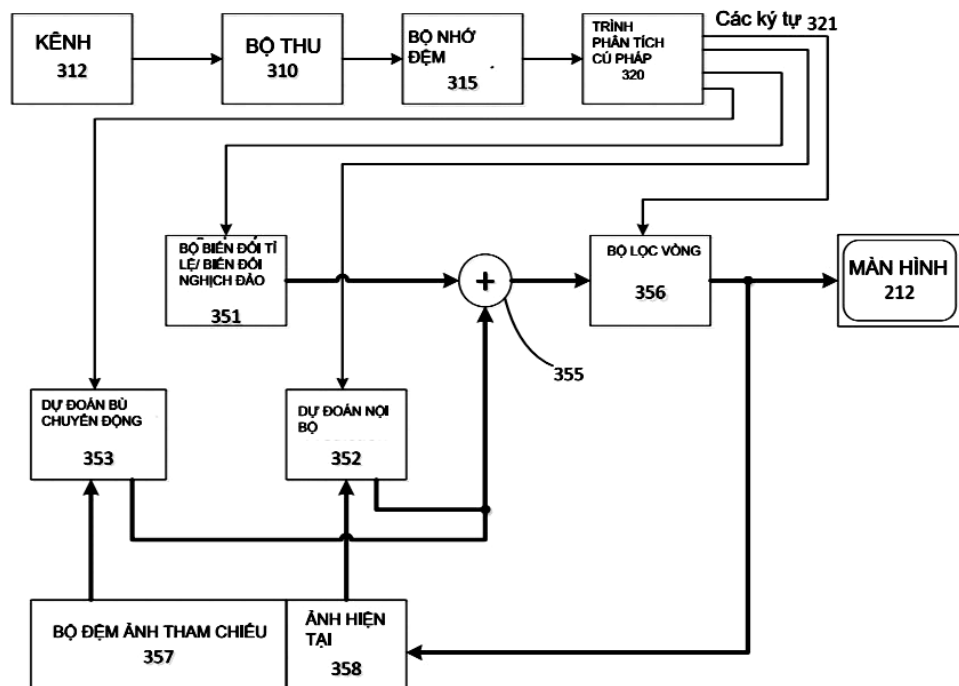 Các ký tự 321
KÊNH
312
BỘ THU
310
BỘ NHỚ
ĐỆM
315
TRÌNH
PHÂN TÍCH
CÚ PHÁP
320
BỘ BIẾN ĐỔI TỈ
LỆ/ BIẾN ĐỔI
NGHỊCH ĐẢO
351
355
BỘ LỌC VÒNG
356
MÀN HÌNH
212
DỰ ĐOÁN BÙ
CHUYỂN ĐỘNG
353
DỰ ĐOÁN NỘI
BỘ
352
BỘ ĐỆM ẢNH THAM CHIẾU
357
ẢNH HIỆN
TẠI
358